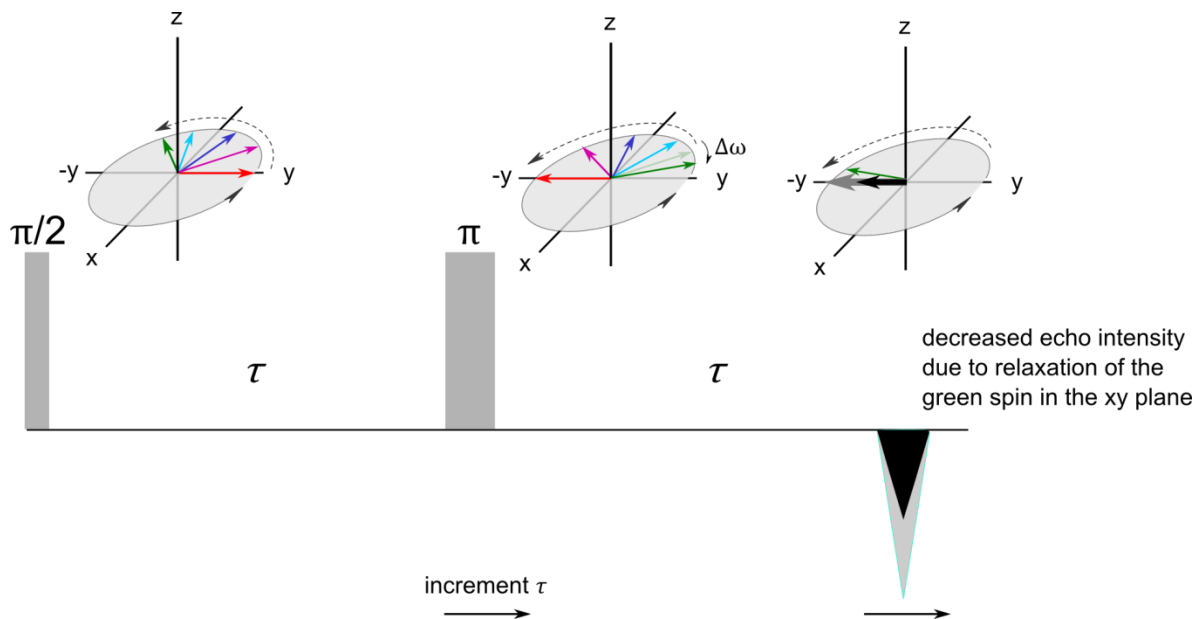 z
-y
y
x
z
Δω
-y
y
x
z
-y
y
x
π/2
π
τ
τ
decreased echo intensity
due to relaxation of the
green spin in the xy plane
increment τ